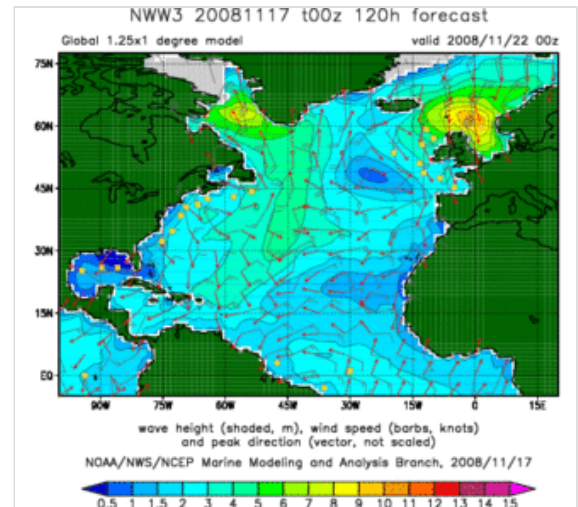 NWW3 20081117 t00z 120h forecast
Global 1.25x1 degree model valid 2008/11/22 00z
75N
60N
45N
30N
15N
EQ
90W 75W 60W 45W 30W 15W 0 15E
wave height (shaded, m), wind speed (barbs, knots)
and peak direction (vector, not scaled)
NOAA/NWS/NCEP Marine Modeling and Analysis Branch, 2008/11/17
0.5 1 1.5 2 3 4 5 6 7 8 9 10 11 12 13 14 15